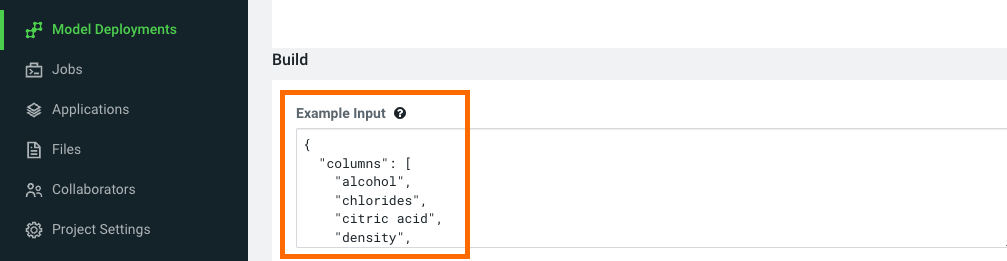 Model Deployments
Jobs
Applications
Files
Collaborators
Project Settings
Build
Example Input ?
{
"columns": [
"alcohol",
"chlorides",
"citric acid",
"density",